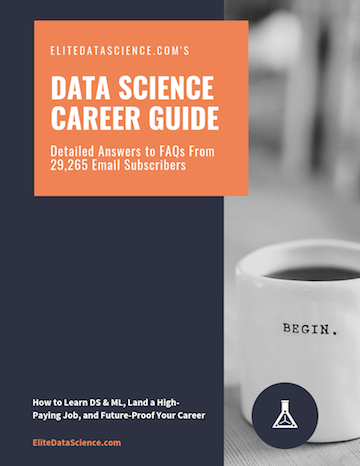 ELITEDATASCIENCE.COM'S
DATA SCIENCE
CAREER GUIDE
Detailed Answers to FAQs From
29,265 Email Subscribers
BEGIN.
How to Learn DS & ML, Land a High-
Paying Job, and Future-Proof Your Career
EliteDataScience.com